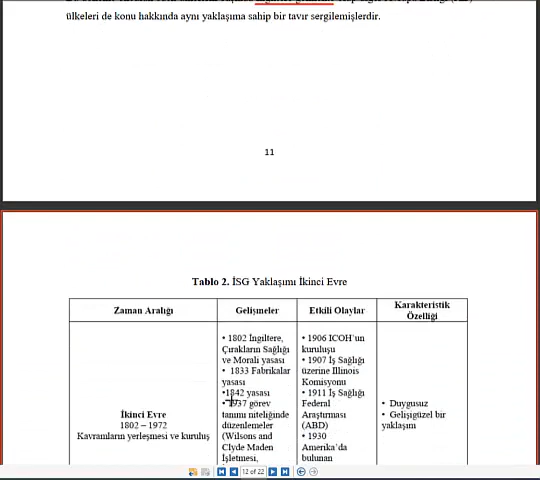 ülkeleri de konu hakkında aynı yaklaşıma sahip bir tavır sergilemişlerdir.
11
Tablo 2. İSG Yaklaşımı İkinci Evre
Zaman Aralığı
Gelişmeler
Etkili Olaylar
Karakteristik
Özelliği
İkinci Evre
1802 – 1972
Kavramların yerleşmesi ve kuruluş
• 1802 İngiltere,
Çırakların Sağlığı
ve Morali yasası
• 1833 Fabrikalar
yasası
•1842 yasası
• 1937 görev
tanımı niteliğinde
düzenlemeler
(Wilsons and
Clyde Maden
İşletmesi,
• 1906 ICOH'un
kuruluşu
• 1907 İş Sağlığı
üzerine Illinois
Komisyonu
• 1911 İş Sağlığı
Federal
Araştırması
(ABD)
• 1930
Amerika'da
bulunan
• Duygusuz
• Gelişigüzel bir
yaklaşım
12 of 22